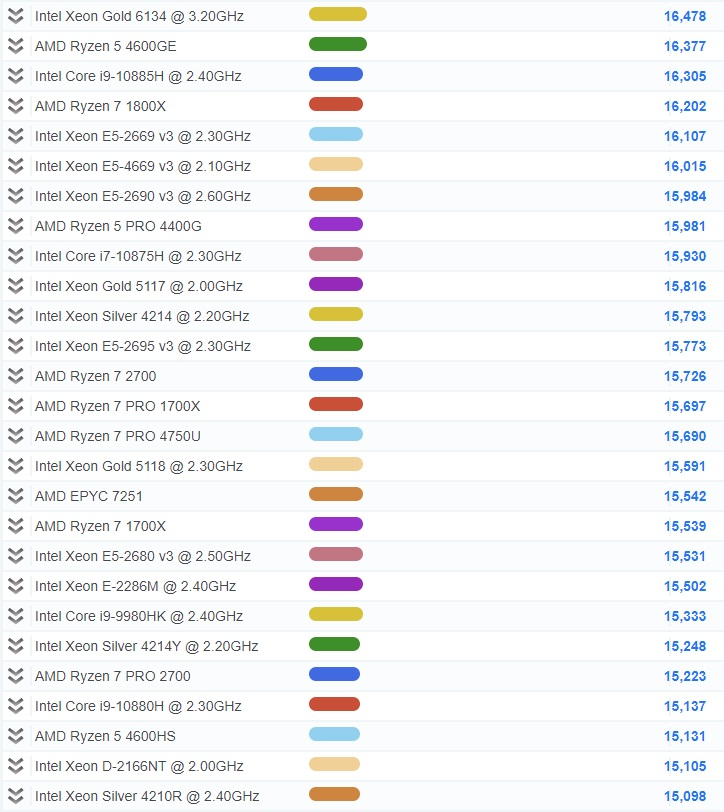 Intel Xeon Gold 6134 @ 3.20GHz 16,478
AMD Ryzen 5 4600GE 16,377
Intel Core i9-10885H @ 2.40GHz 16,305
AMD Ryzen 7 1800X 16,202
Intel Xeon E5-2669 v3 @ 2.30GHz 16,107
Intel Xeon E5-4669 v3 @ 2.10GHz 16,015
Intel Xeon E5-2690 v3 @ 2.60GHz 15,984
AMD Ryzen 5 PRO 4400G 15,981
Intel Core i7-10875H @ 2.30GHz 15,930
Intel Xeon Gold 5117 @ 2.00GHz 15,816
Intel Xeon Silver 4214 @ 2.20GHz 15,793
Intel Xeon E5-2695 v3 @ 2.30GHz 15,773
AMD Ryzen 7 2700 15,726
AMD Ryzen 7 PRO 1700X 15,697
AMD Ryzen 7 PRO 4750U 15,690
Intel Xeon Gold 5118 @ 2.30GHz 15,591
AMD EPYC 7251 15,542
AMD Ryzen 7 1700X 15,539
Intel Xeon E5-2680 v3 @ 2.50GHz 15,531
Intel Xeon E-2286M @ 2.40GHz 15,502
Intel Core i9-9980HK @ 2.40GHz 15,333
Intel Xeon Silver 4214Y @ 2.20GHz 15,248
AMD Ryzen 7 PRO 2700 15,223
Intel Core i9-10880H @ 2.30GHz 15,137
AMD Ryzen 5 4600HS 15,131
Intel Xeon D-2166NT @ 2.00GHz 15,105
Intel Xeon Silver 4210R @ 2.40GHz 15,098